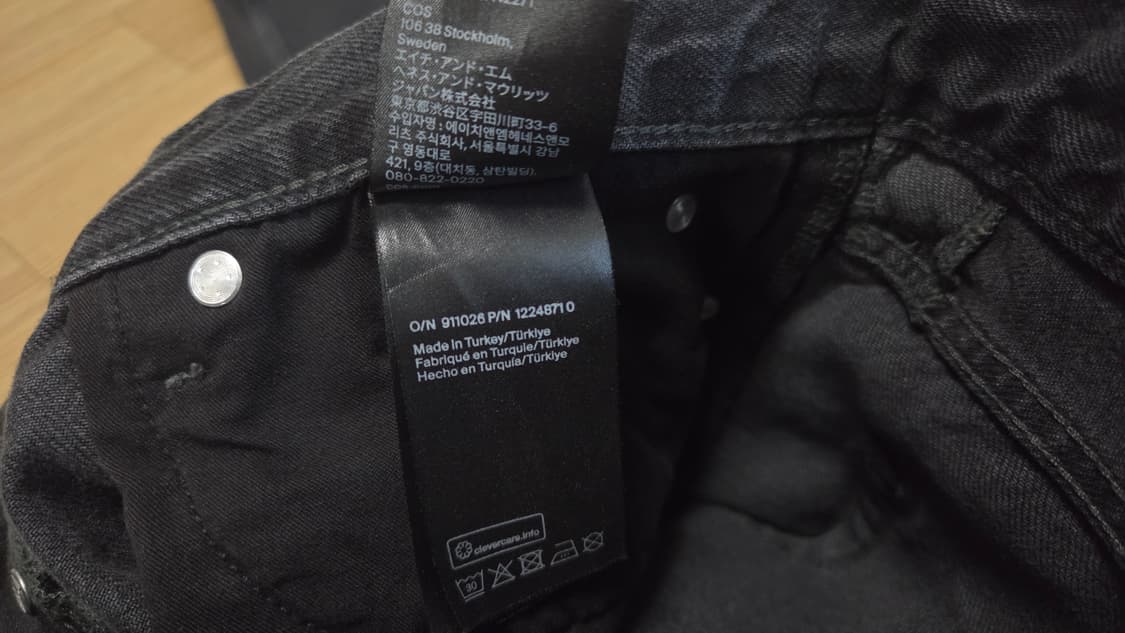 COS
106 38 Stockholm,
Sweden
エイチ・アンド・エム
ヘネス・アンド・マウリッツ
ジャパン株式会社
東京都渋谷区宇田川町33-6
수입자명 : 에이치앤엠헤네스앤모
리츠 주식회사, 서울특별시 강남
구 영동대로
421, 9층(대치동, 삼탄빌딩).
080-822-0220
O/N 911026 P/N 1224871 0
Made in Turkey/Türkiye
Fabriqué en Turquie/Türkiye
Hecho en Turquía/Türkiye
clevercare.info
30